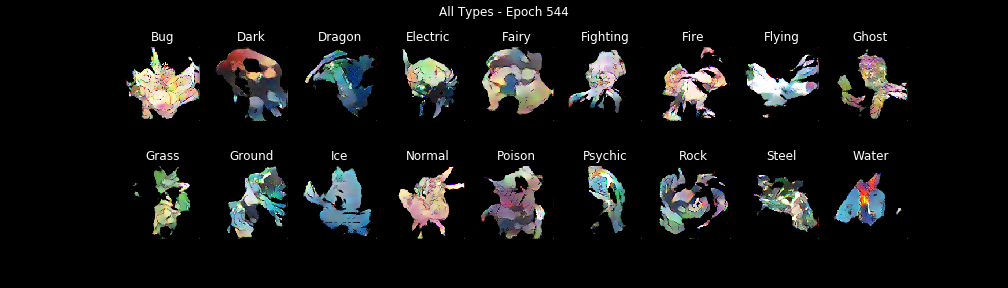 All Types - Epoch 544
Bug Dark Dragon Electric Fairy Fighting Fire Flying Ghost
Grass Ground Ice Normal Poison Psychic Rock Steel Water